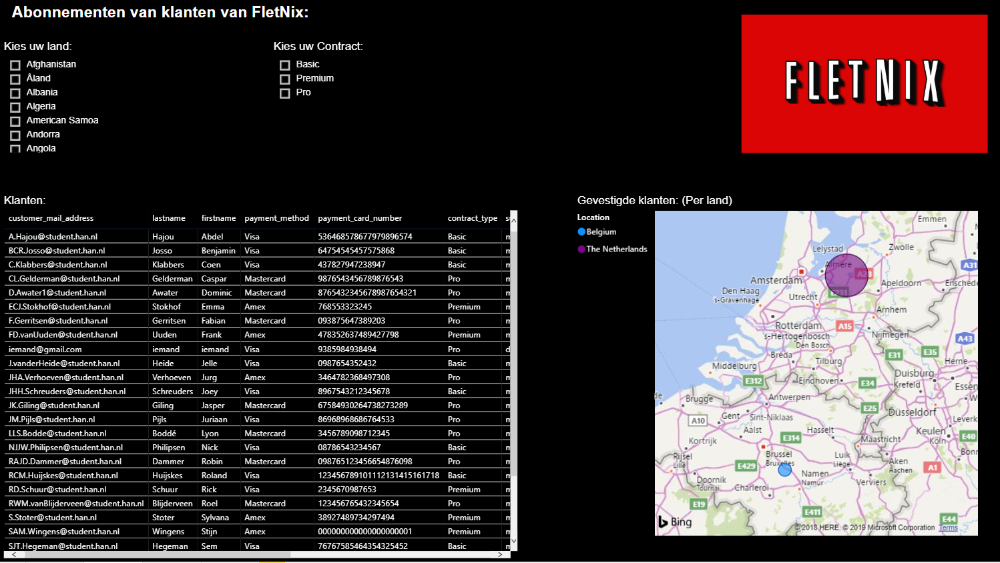 Abonnementen van klanten van FletNix:
Kies uw land:
Afghanistan
Åland
Albania
Algeria
American Samoa
Andorra
Angola
Kies uw Contract:
Basic
Premium
Pro
FLETNIX
Klanten:
customer_mail_address lastname firstname payment_method payment_card_number contract_type
A.Hajou@student.han.nl Hajou Abdel Visa 536468578677979896574 Basic
BCR.Josso@student.han.nl Josso Benjamin Visa 64754545457575868 Basic
C.Klabbers@student.han.nl Klabbers Coen Visa 437827947238947 Basic
CL.Gelderman@student.han.nl Gelderman Caspar Mastercard 9876543456789876543 Pro
D.Awater1@student.han.nl Awater Dominic Mastercard 8765432345678987654321 Pro
ECJ.Stokhof@student.han.nl Stokhof Emma Amex 768553323245 Premium
F.Gerritsen@student.han.nl Gerritsen Fabian Mastercard 093875647389203 Pro
FD.vanUuden@student.han.nl Uuden Frank Amex 478352637489427798 Premium
iemand@gmail.com iemand iemand Visa 9385984938494 Pro
J.vanderHeide@student.han.nl Heide Jelle Visa 0987654352432 Basic
JHA.Verhoeven@student.han.nl Verhoeven Jurg Amex 3464782368497308 Pro
JHH.Schreuders@student.han.nl Schreuders Joey Visa 8967543212345678 Basic
JK.Giling@student.han.nl Giling Jasper Mastercard 67584930264738273289 Pro
JM.Pijls@student.han.nl Pijls Juriaan Visa 86968968686764533 Pro
LLS.Bodde@student.han.nl Boddé Lyon Mastercard 3456789098712345 Pro
NJJW.Philipsen@student.han.nl Philipsen Nick Visa 08786543234567 Basic
RAJD.Dammer@student.han.nl Dammer Robin Mastercard 098765123456654876098 Pro
RCM.Huijskes@student.han.nl Huijskes Roland Visa 123456789101112131415161718 Basic
RD.Schuur@student.han.nl Schuur Rick Visa 2345670987653 Premium
RWM.vanBlijderveen@student.han.nl Blijderveen Roel Mastercard 123456765432345654 Pro
S.Stoter@student.han.nl Stoter Sylvana Amex 38927489734297494 Premium
SAM.Wingens@student.han.nl Wingens Stijn Amex 000000000000000000001 Premium
SJT.Hegeman@student.han.nl Hegeman Sem Visa 76767585464354325452 Basic
Gevestigde klanten: (Per land)
Location
Belgium
The Netherlands
Emmen
Lelystad
Zwolle
A31
Almere
A28
Amsterdam
Apeldoorn
Enschede
Den Haag
's-Gravenhage
Utrecht
E231
Arnhem
Rotterdam
A15
Nijmegen
's-Hertogenbosch
Den Bosch
A43
Breda
Tilburg
E31
E35
Middelburg
Herne
E312
Eindhoven
E34
Duisburg
Krefeld
Essen
Brugge
Antwerpen
E25
Düsseldorf
A10
Gent
Sint-Niklaas
Aalst
Hasselt
Keulen
Köln
E40
Kortrijk
E314
Maastricht
Rijsel
Lille
Brussel
Bruxelles
Luik
Liège
Aken
Aachen
A1
E429
Namen
Namur
Verviers
Doornik
Tournai
Charleroi
E19
E411
E44
Bing
© 2018 HERE, © 2019 Microsoft Corporation Terms